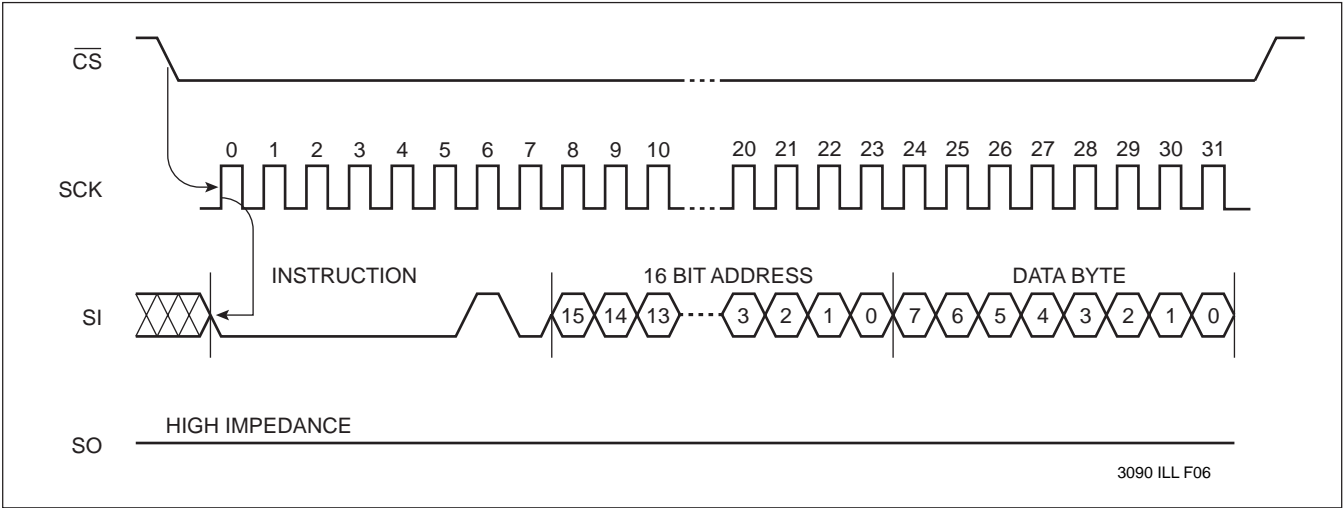 CS
0 1 2 3 4 5 6 7 8 9 10 20 21 22 23 24 25 26 27 28 29 30 31
SCK
INSTRUCTION 16 BIT ADDRESS DATA BYTE
SI 15 14 13 3 2 1 0 7 6 5 4 3 2 1 0
HIGH IMPEDANCE
SO
3090 ILL F06